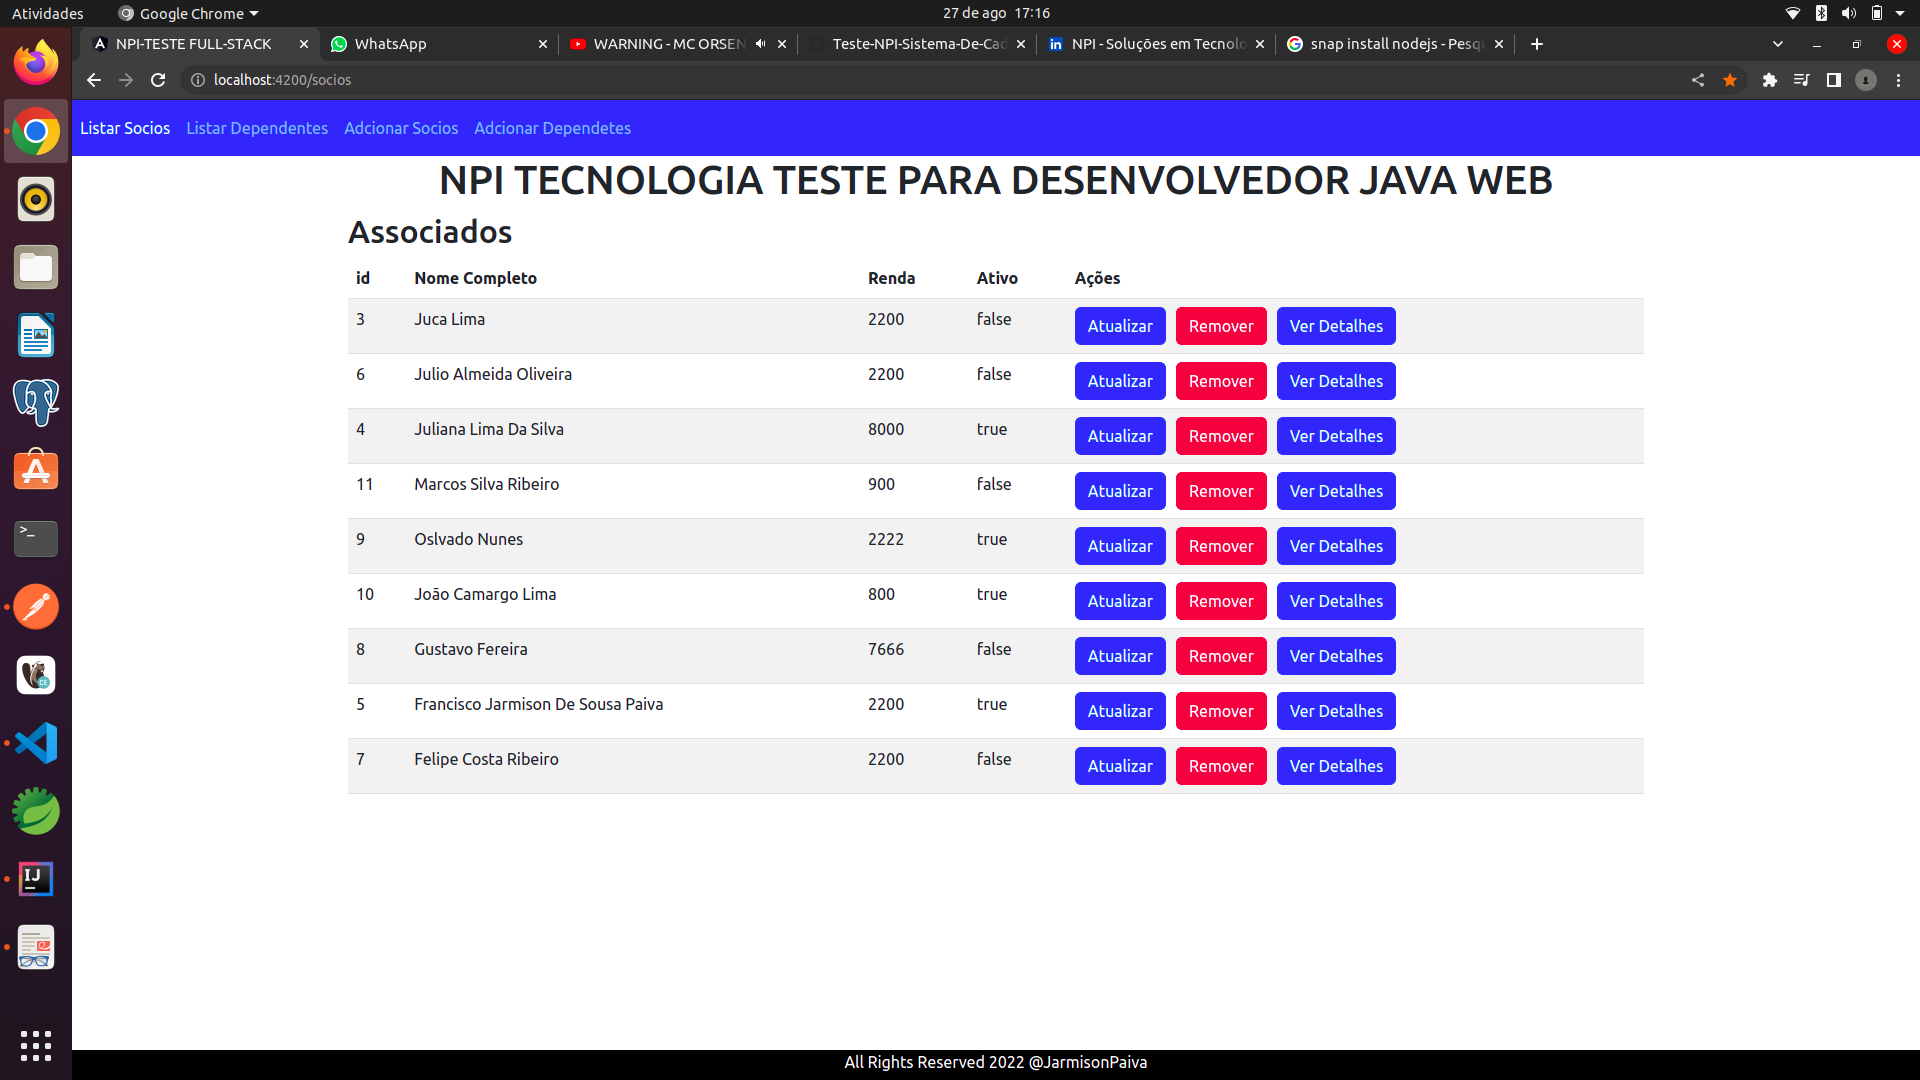 Atividades Google Chrome 27 de ago 17:16
NPI-TESTE FULL-STACK WhatsApp WARNING - MC ORSEN Teste-NPI-Sistema-De-Cad NPI - Soluções em Tecnolo snap install nodejs - Pesqu
localhost:4200/socios
Listar Socios Listar Dependentes Adcionar Socios Adcionar Dependetes
NPI TECNOLOGIA TESTE PARA DESENVOLVEDOR JAVA WEB
Associados
id Nome Completo Renda Ativo Ações
3 Juca Lima 2200 false Atualizar Remover Ver Detalhes
6 Julio Almeida Oliveira 2200 false Atualizar Remover Ver Detalhes
4 Juliana Lima Da Silva 8000 true Atualizar Remover Ver Detalhes
11 Marcos Silva Ribeiro 900 false Atualizar Remover Ver Detalhes
9 Oslvado Nunes 2222 true Atualizar Remover Ver Detalhes
10 João Camargo Lima 800 true Atualizar Remover Ver Detalhes
8 Gustavo Fereira 7666 false Atualizar Remover Ver Detalhes
5 Francisco Jarmison De Sousa Paiva 2200 true Atualizar Remover Ver Detalhes
7 Felipe Costa Ribeiro 2200 false Atualizar Remover Ver Detalhes
All Rights Reserved 2022 @JarmisonPaiva